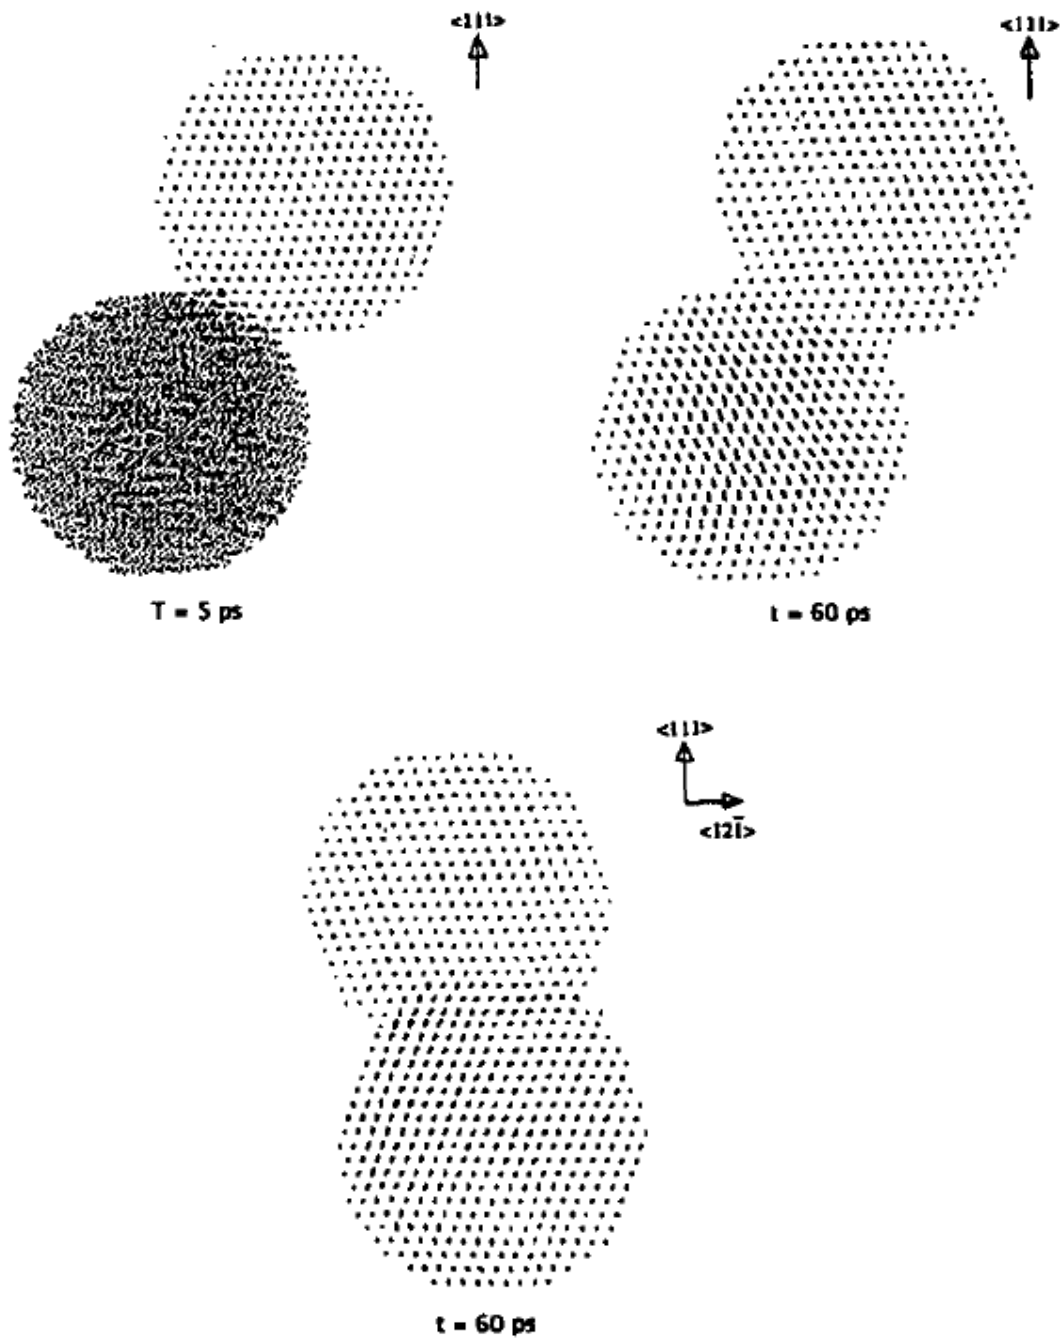 <111>
<111>
T = 5 ps
t = 60 ps
<111>
<121̄>
t = 60 ps